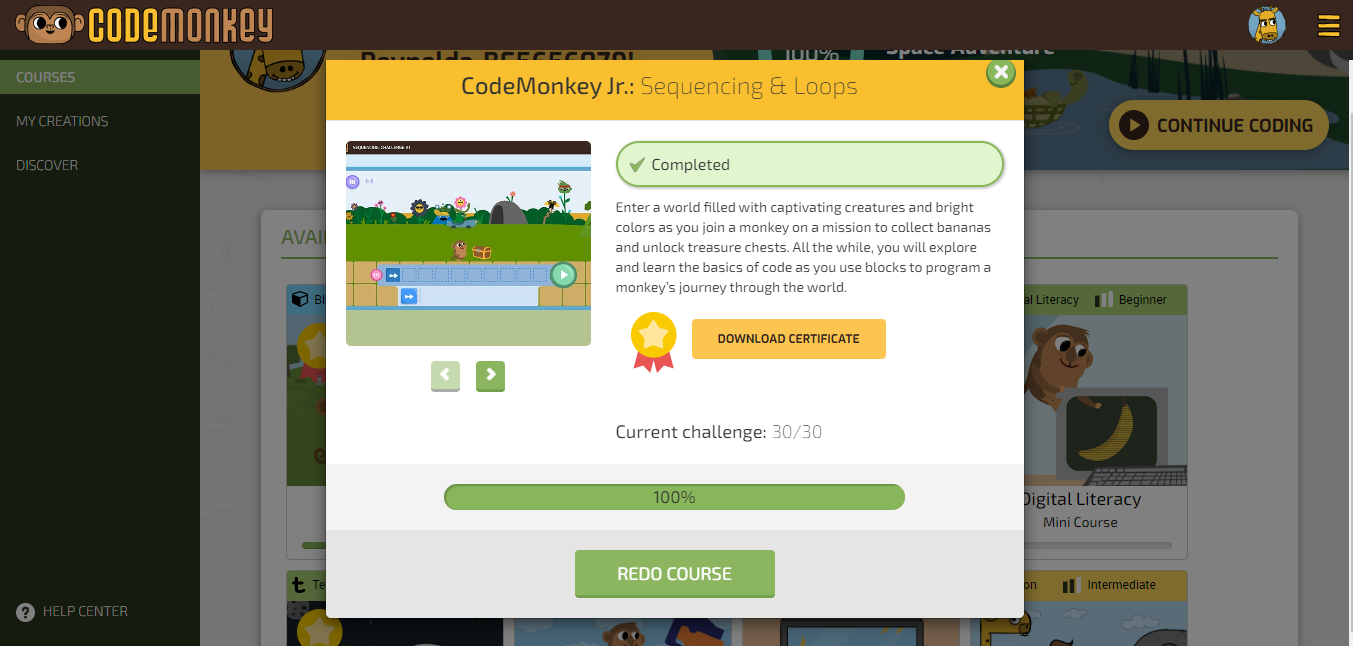 CODEMONKEY
COURSES
MY CREATIONS
DISCOVER
HELP CENTER
100%
Space Adventure
CONTINUE CODING
CodeMonkey Jr.: Sequencing & Loops
SEQUENCING CHALLENGE #1
Completed
Enter a world filled with captivating creatures and bright
colors as you join a monkey on a mission to collect bananas
and unlock treasure chests. All the while, you will explore
and learn the basics of code as you use blocks to program a
monkey's journey through the world.
DOWNLOAD CERTIFICATE
Current challenge: 30/30
100%
REDO COURSE
AVAI
Bl
al Literacy
Beginner
Digital Literacy
Mini Course
Te
on
Intermediate